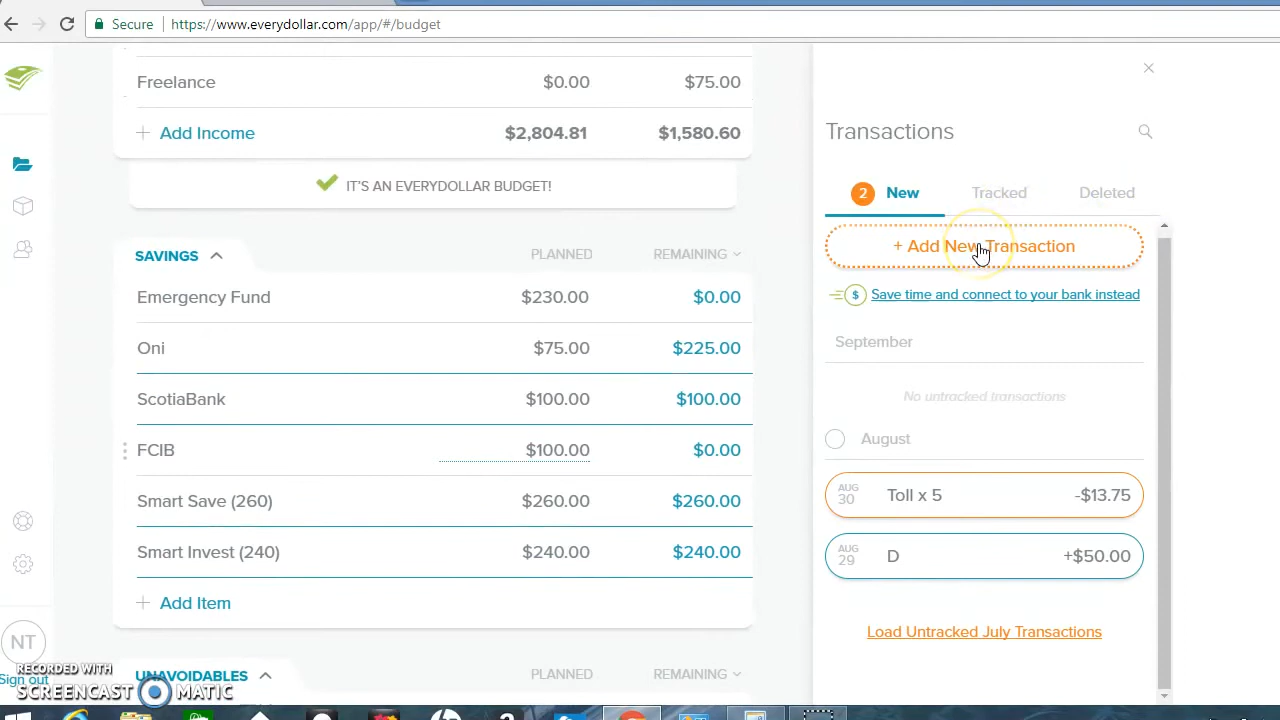 Secure https://www.everydollar.com/app/#/budget
Freelance $0.00 $75.00
Add Income $2,804.81 $1,580.60
IT'S AN EVERYDOLLAR BUDGET!
SAVINGS PLANNED REMAINING
Emergency Fund $230.00 $0.00
Oni $75.00 $225.00
ScotiaBank $100.00 $100.00
FCIB $100.00 $0.00
Smart Save (260) $260.00 $260.00
Smart Invest (240) $240.00 $240.00
Add Item
UNAVOIDABLES PLANNED REMAINING
Transactions
2 New Tracked Deleted
+ Add New Transaction
$ Save time and connect to your bank instead
September
No untracked transactions
August
AUG 30 Toll x 5 -$13.75
AUG 29 D +$50.00
Load Untracked July Transactions
NT
Sign out
RECORDED WITH
SCREENCAST MATIC